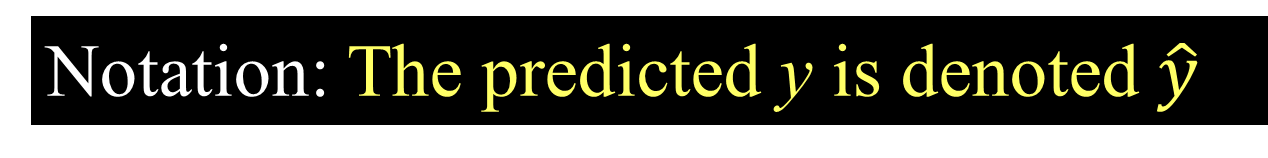 Notation: The predicted y is denoted ŷ